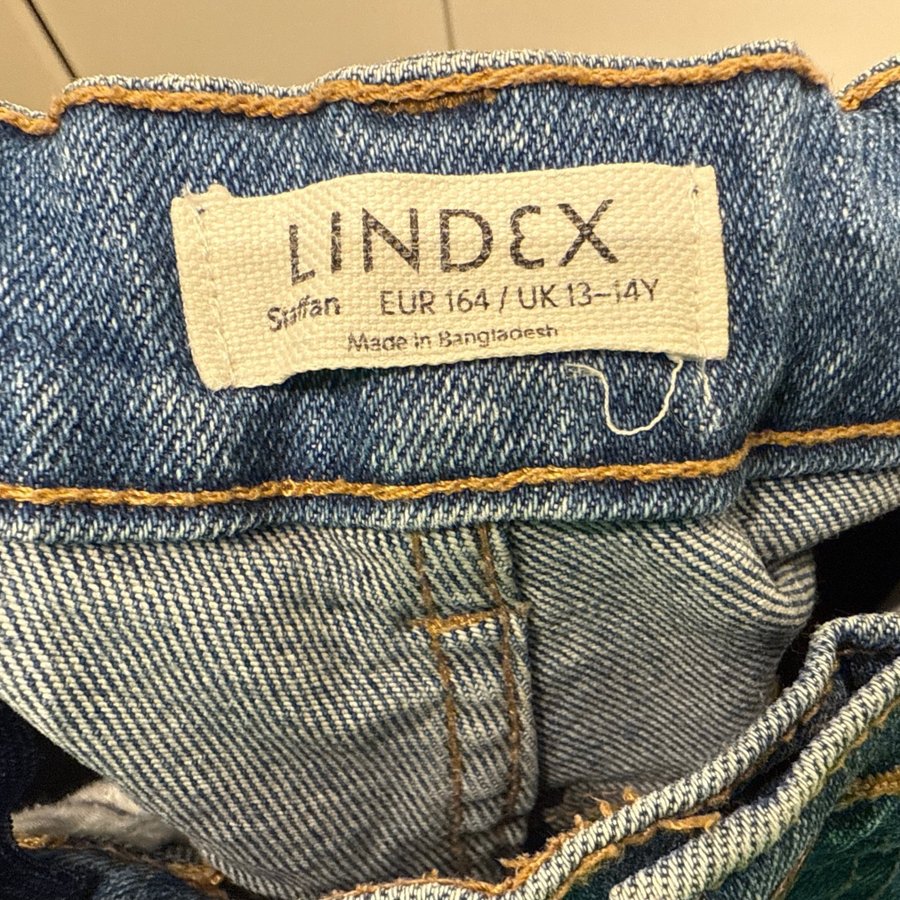 LINDEX
Staffan EUR 164 / UK 13–14Y
Made in Bangladesh